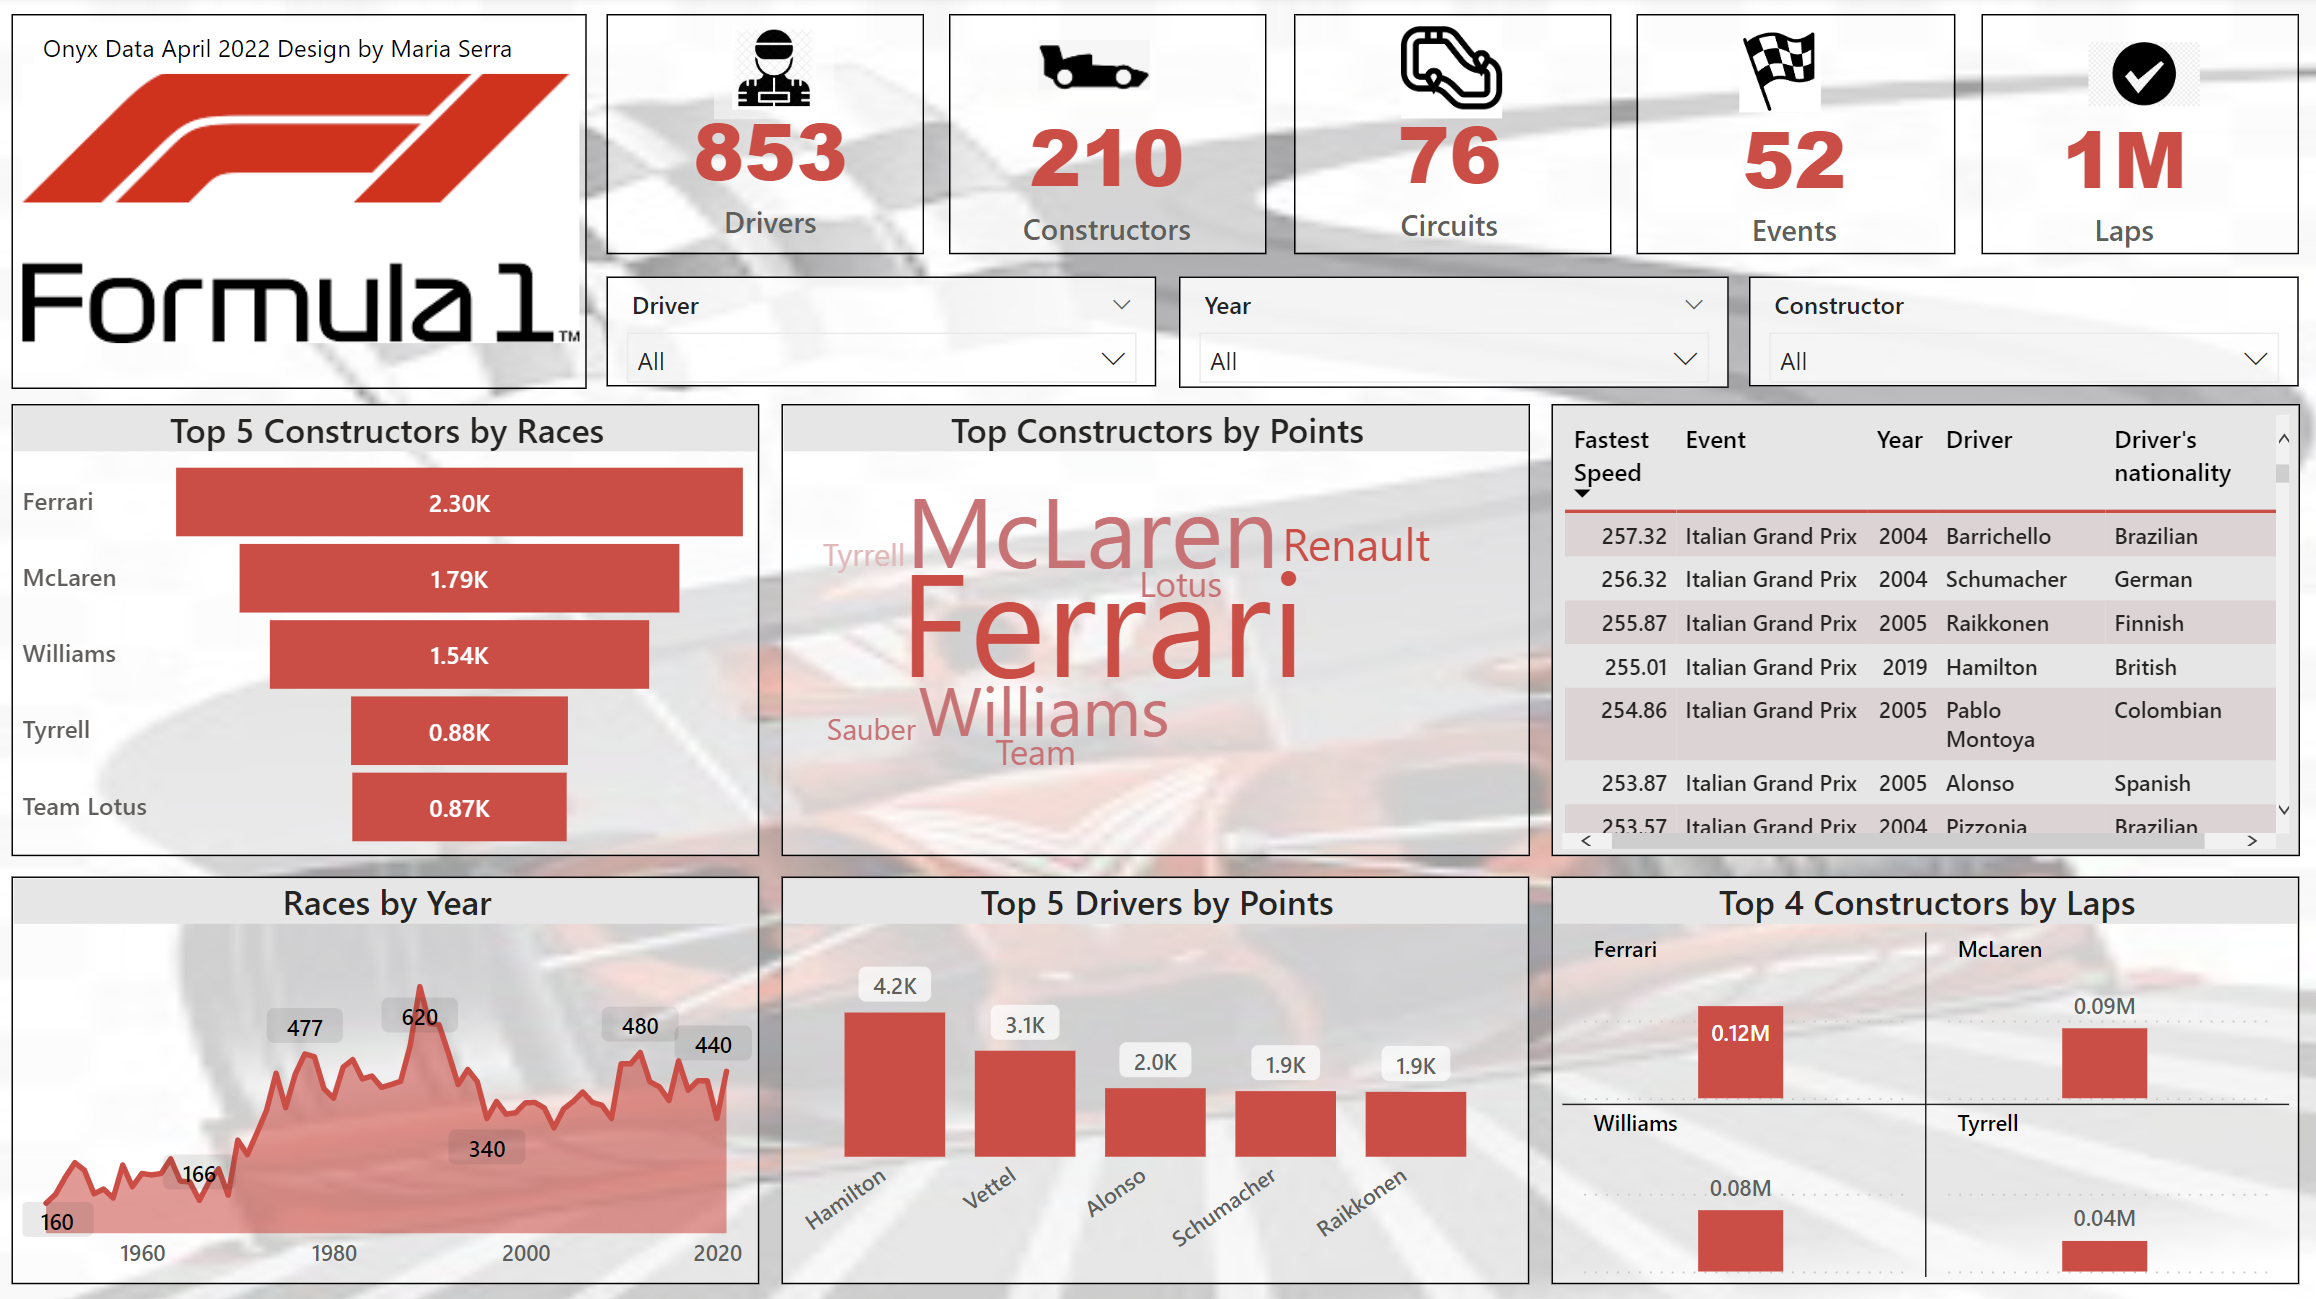 Onyx Data April 2022 Design by Maria Serra
Formula 1 ™
853
Drivers
210
Constructors
76
Circuits
52
Events
1M
Laps
Driver
All
Year
All
Constructor
All
Top 5 Constructors by Races
Ferrari 2.30K
McLaren 1.79K
Williams 1.54K
Tyrrell 0.88K
Team Lotus 0.87K
Top Constructors by Points
Tyrrell McLaren Renault
Lotus
Ferrari
Sauber Williams
Team
Fastest Event Year Driver Driver's
Speed nationality
257.32 Italian Grand Prix 2004 Barrichello Brazilian
256.32 Italian Grand Prix 2004 Schumacher German
255.87 Italian Grand Prix 2005 Raikkonen Finnish
255.01 Italian Grand Prix 2019 Hamilton British
254.86 Italian Grand Prix 2005 Pablo Colombian
Montoya
253.87 Italian Grand Prix 2005 Alonso Spanish
253.57 Italian Grand Prix 2004 Pizzonia Brazilian
Races by Year
620
477
480
440
340
166
160
1960 1980 2000 2020
Top 5 Drivers by Points
4.2K
3.1K
2.0K
1.9K
1.9K
Hamilton Vettel Alonso Schumacher Raikkonen
Top 4 Constructors by Laps
Ferrari McLaren
0.12M 0.09M
Williams Tyrrell
0.08M 0.04M